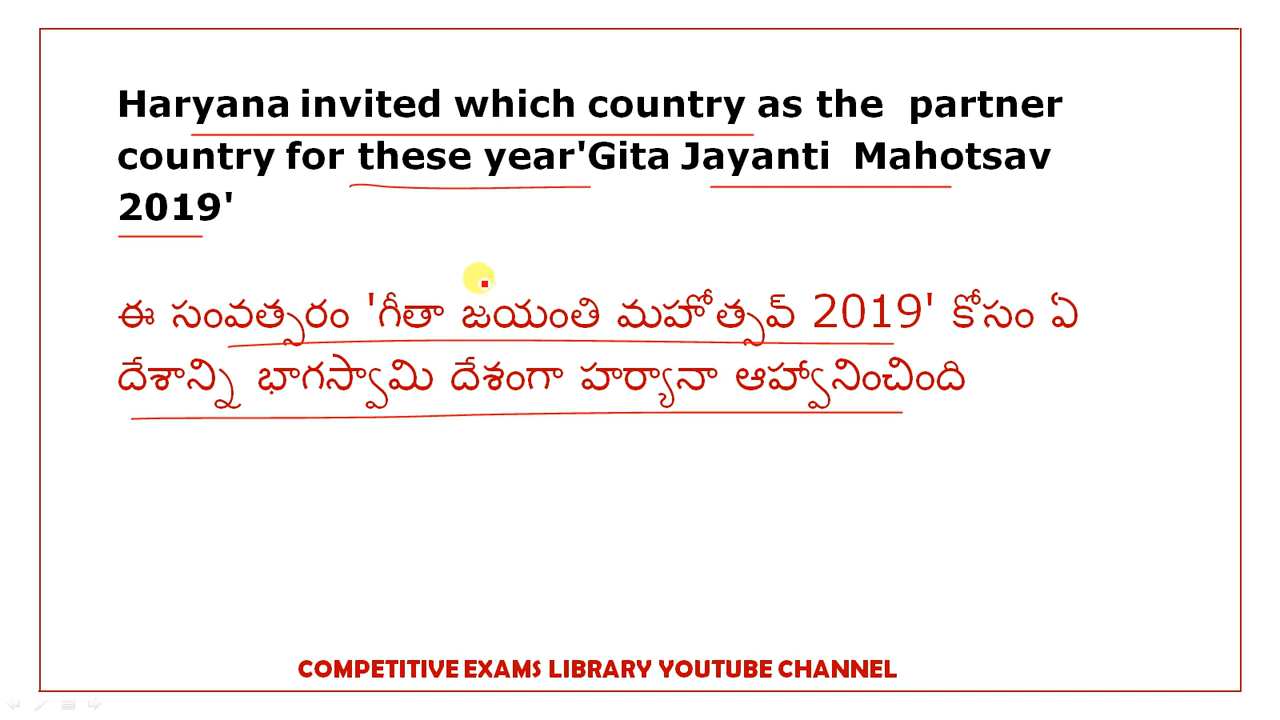 Haryana invited which country as the partner
country for these year'Gita Jayanti Mahotsav
2019'
ఈ సంవత్సరం 'గీతా జయంతి మహోత్సవ్ 2019' కోసం ఏ
దేశాన్ని భాగస్వామి దేశంగా హర్యానా ఆహ్వానించింది
COMPETITIVE EXAMS LIBRARY YOUTUBE CHANNEL